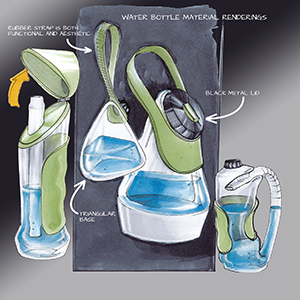 WATER BOTTLE MATERIAL RENDERINGS
RUBBER STRAP IS BOTH
FUNCTIONAL AND AESTHETIC
BLACK METAL LID
TRIANGULAR
BASE